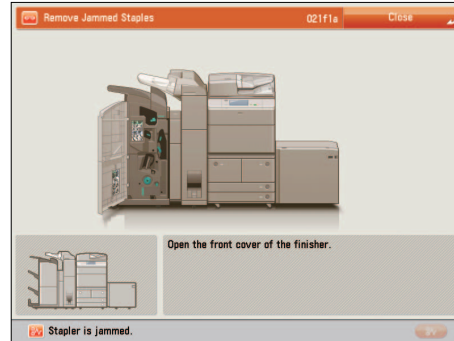 Remove Jammed Staples
021f1a
Close
Open the front cover of the finisher.
Stapler is jammed.